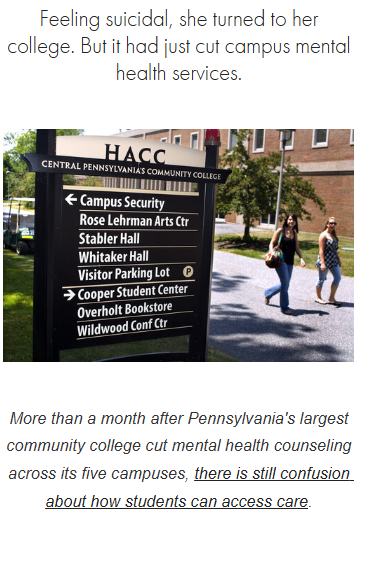 Feeling suicidal, she turned to her
college. But it had just cut campus mental
health services.
HACC
CENTRAL PENNSYLVANIA'S COMMUNITY COLLEGE
← Campus Security
Rose Lehrman Arts Ctr
Stabler Hall
Whitaker Hall
Visitor Parking Lot P
→ Cooper Student Center
Overholt Bookstore
Wildwood Conf Ctr
More than a month after Pennsylvania's largest
community college cut mental health counseling
across its five campuses, there is still confusion
about how students can access care.